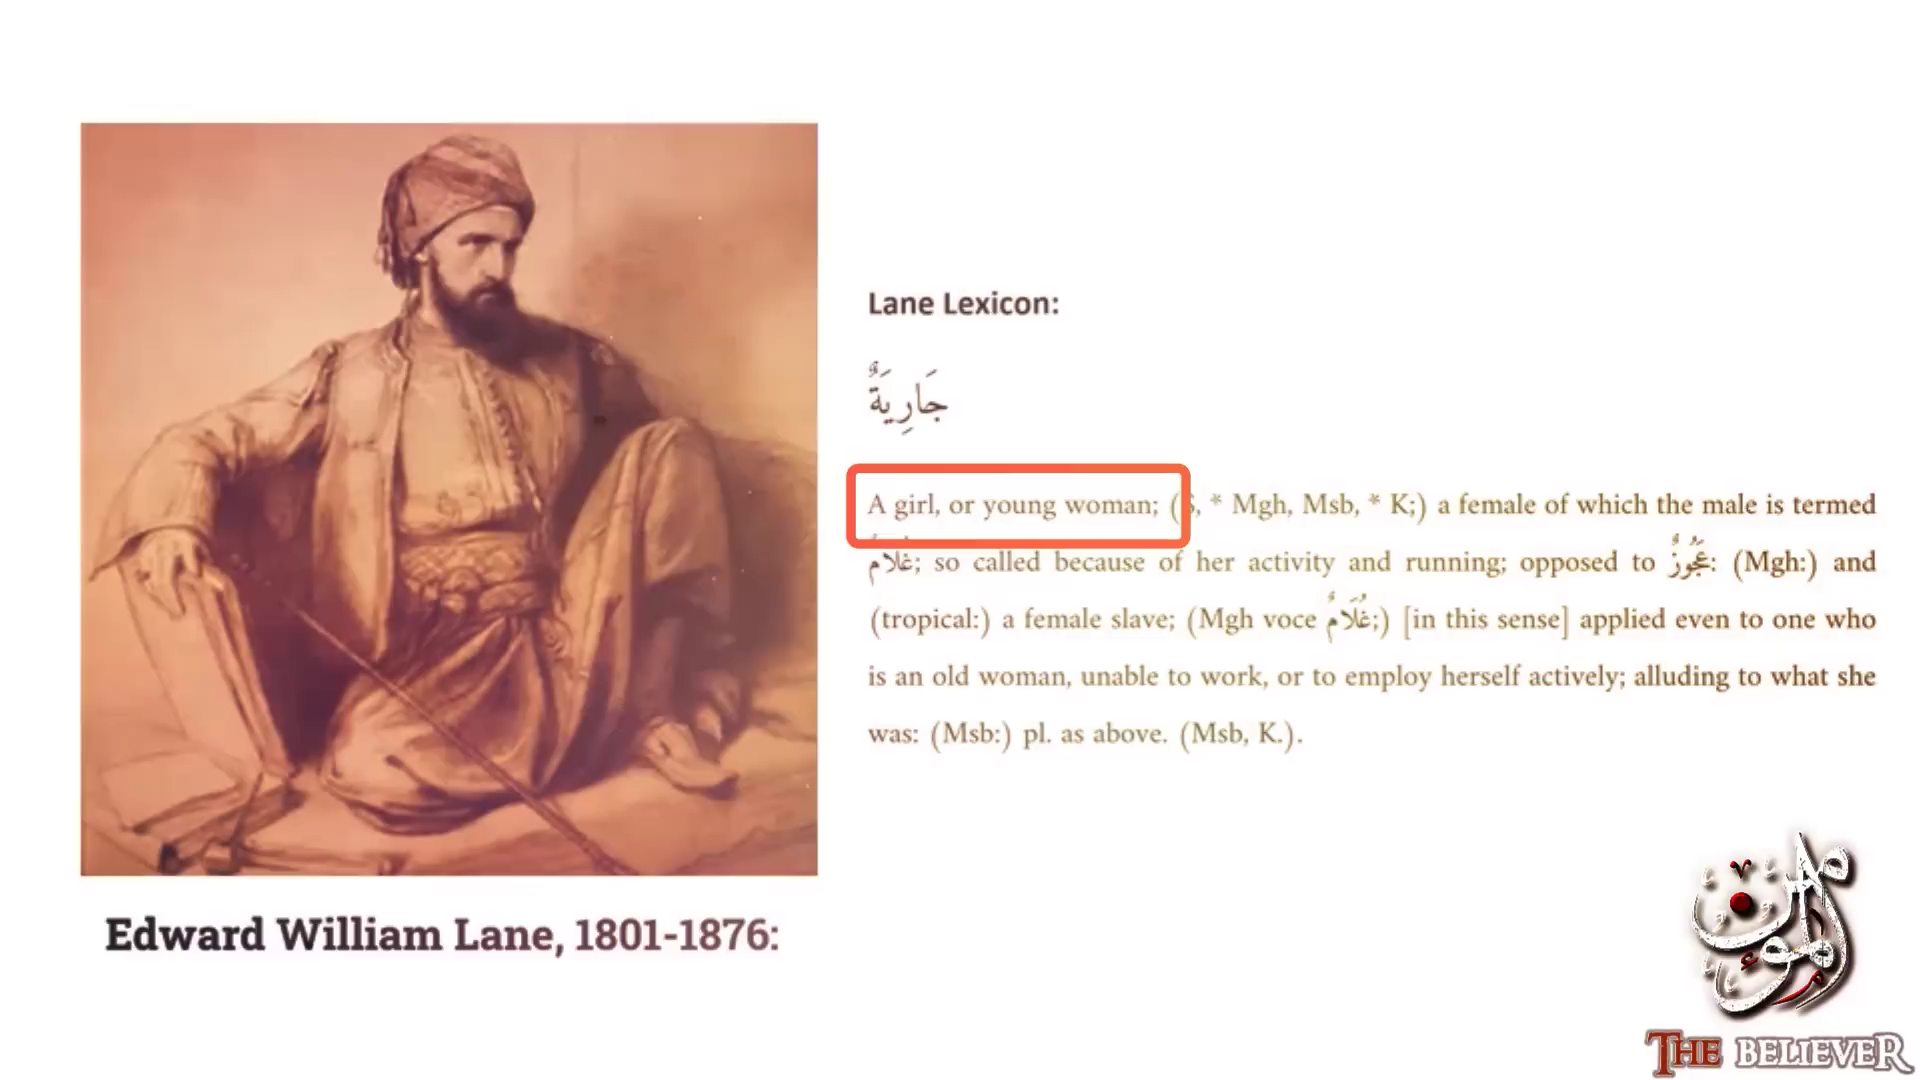 Lane Lexicon:
جَارِيَةٌ
A girl, or young woman; (S, * Mgh, Msb, * K;) a female of which the male is termed
غُلَامٌ; so called because of her activity and running; opposed to عَجُوزٌ: (Mgh:) and
(tropical:) a female slave; (Mgh voce غُلَامٌ;) [in this sense] applied even to one who
is an old woman, unable to work, or to employ herself actively; alluding to what she
was: (Msb:) pl. as above. (Msb, K.).
Edward William Lane, 1801-1876:
المؤمن
THE BELIEVER